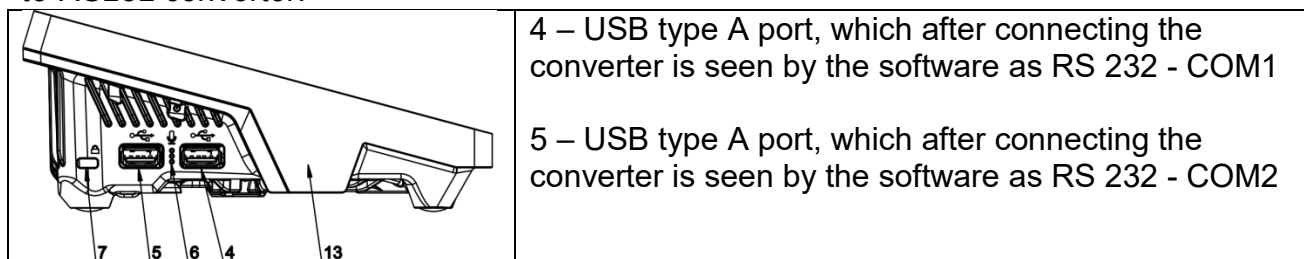 to RS232 converter.
4 – USB type A port, which after connecting the
converter is seen by the software as RS 232 - COM1
5 – USB type A port, which after connecting the
converter is seen by the software as RS 232 - COM2
7 5 6 4 13